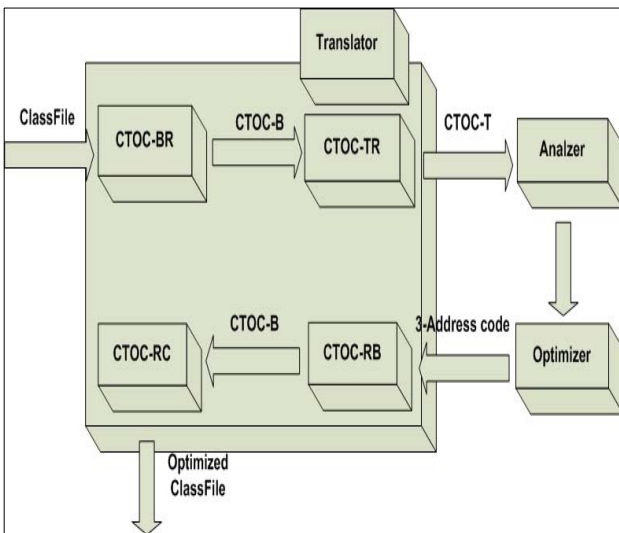 Translator
ClassFile
CTOC-BR
CTOC-B
CTOC-TR
CTOC-T
Analzer
CTOC-RC
CTOC-B
CTOC-RB
3-Address code
Optimizer
Optimized
ClassFile